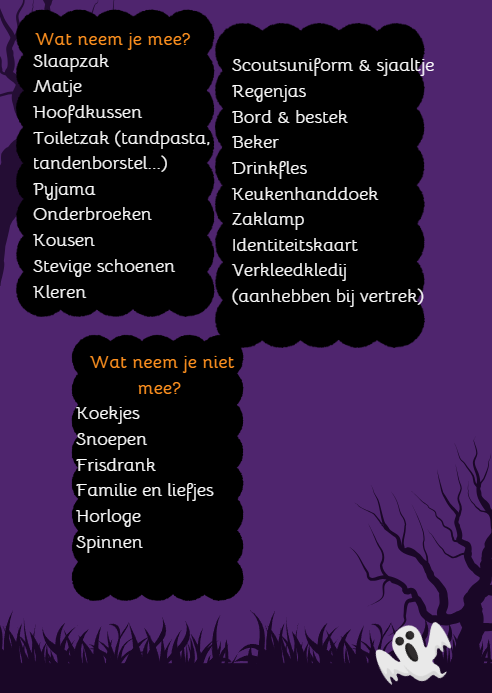 Wat neem je mee?
Slaapzak
Matje
Hoofdkussen
Toiletzak (tandpasta,
tandenborstel...)
Pyjama
Onderbroeken
Kousen
Stevige schoenen
Kleren
Scoutsuniform & sjaaltje
Regenjas
Bord & bestek
Beker
Drinkfles
Keukenhanddoek
Zaklamp
Identiteitskaart
Verkleedkledij
(aanhebben bij vertrek)
Wat neem je niet
mee?
Koekjes
Snoepen
Frisdrank
Familie en liefjes
Horloge
Spinnen